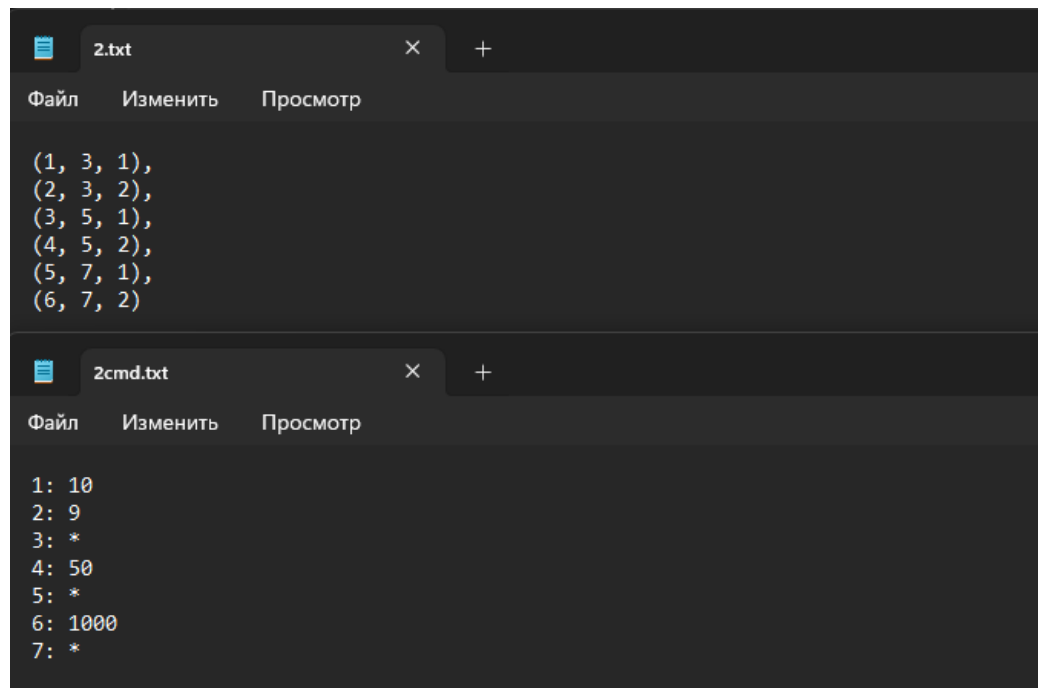 2.txt
Файл Изменить Просмотр
(1, 3, 1),
(2, 3, 2),
(3, 5, 1),
(4, 5, 2),
(5, 7, 1),
(6, 7, 2)
2cmd.txt
Файл Изменить Просмотр
1: 10
2: 9
3: *
4: 50
5: *
6: 1000
7: *